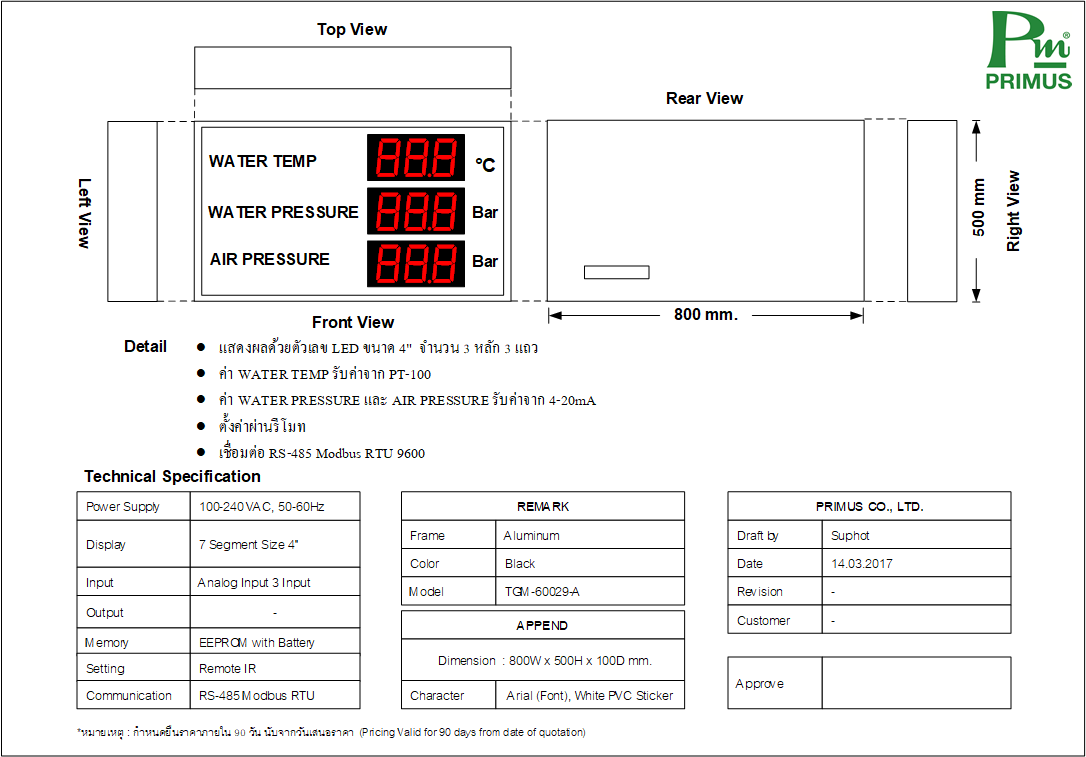 Top View
Pm®
PRIMUS
Rear View
WATER TEMP 88.8 °C
WATER PRESSURE 88.8 Bar
AIR PRESSURE 88.8 Bar
Left View
500 mm
Right View
800 mm.
Front View
Detail
● แสดงผลด้วยตัวเลข LED ขนาด 4" จำนวน 3 หลัก 3 แถว
● ค่า WATER TEMP รับค่าจาก PT-100
● ค่า WATER PRESSURE และ AIR PRESSURE รับค่าจาก 4-20mA
● ตั้งค่าผ่านรีโมท
● เชื่อมต่อ RS-485 Modbus RTU 9600
Technical Specification
Power Supply 100-240 VAC, 50-60Hz
Display 7 Segment Size 4"
Input Analog Input 3 Input
Output -
Memory EEPROM with Battery
Setting Remote IR
Communication RS-485 Modbus RTU
REMARK
Frame Aluminum
Color Black
Model TGM-60029-A
APPEND
Dimension : 800W x 500H x 100D mm.
Character Arial (Font), White PVC Sticker
PRIMUS CO., LTD.
Draft by Suphot
Date 14.03.2017
Revision -
Customer -
Approve
*หมายเหตุ : กำหนดยืนราคาภายใน 90 วัน นับจากวันเสนอราคา (Pricing Valid for 90 days from date of quotation)